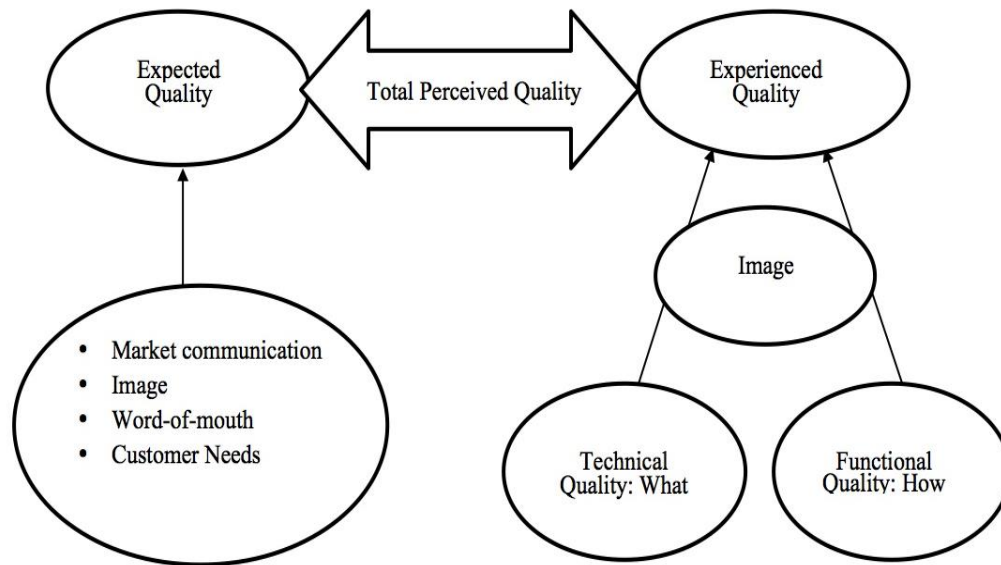 Expected
Quality
Total Perceived Quality
Experienced
Quality
Image
• Market communication
• Image
• Word-of-mouth
• Customer Needs
Technical
Quality: What
Functional
Quality: How